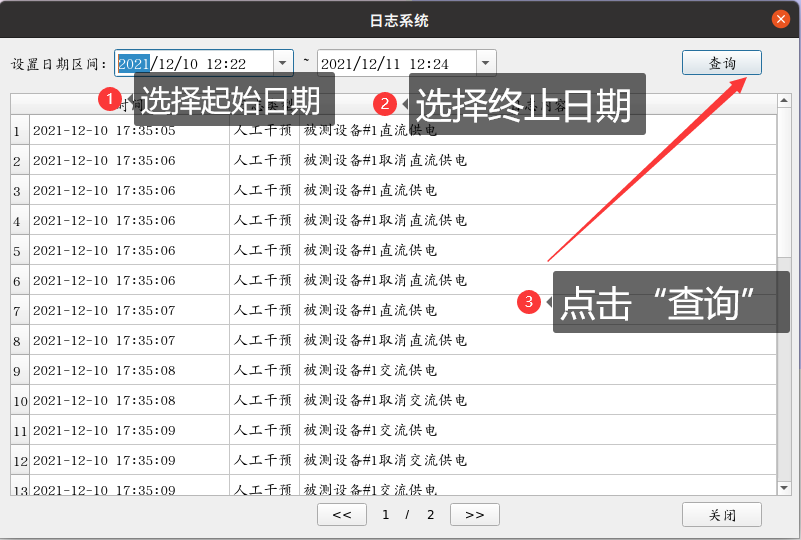 日志系统
设置日期区间: 2021/12/10 12:22 ~ 2021/12/11 12:24 查询
1 选择起始日期 2 选择终止日期
1 2021-12-10 17:35:05 人工干预 被测设备#1直流供电
2 2021-12-10 17:35:06 人工干预 被测设备#1取消直流供电
3 2021-12-10 17:35:06 人工干预 被测设备#1直流供电
4 2021-12-10 17:35:06 人工干预 被测设备#1取消直流供电
5 2021-12-10 17:35:06 人工干预 被测设备#1直流供电
6 2021-12-10 17:35:06 人工干预 被测设备#1取消直流供电
3 点击“查询”
7 2021-12-10 17:35:07 人工干预 被测设备#1直流供电
8 2021-12-10 17:35:07 人工干预 被测设备#1取消直流供电
9 2021-12-10 17:35:08 人工干预 被测设备#1交流供电
10 2021-12-10 17:35:08 人工干预 被测设备#1取消交流供电
11 2021-12-10 17:35:09 人工干预 被测设备#1交流供电
12 2021-12-10 17:35:09 人工干预 被测设备#1取消交流供电
13 2021-12-10 17:35:09 人工干预 被测设备#1交流供电
<< 1 / 2 >> 关闭